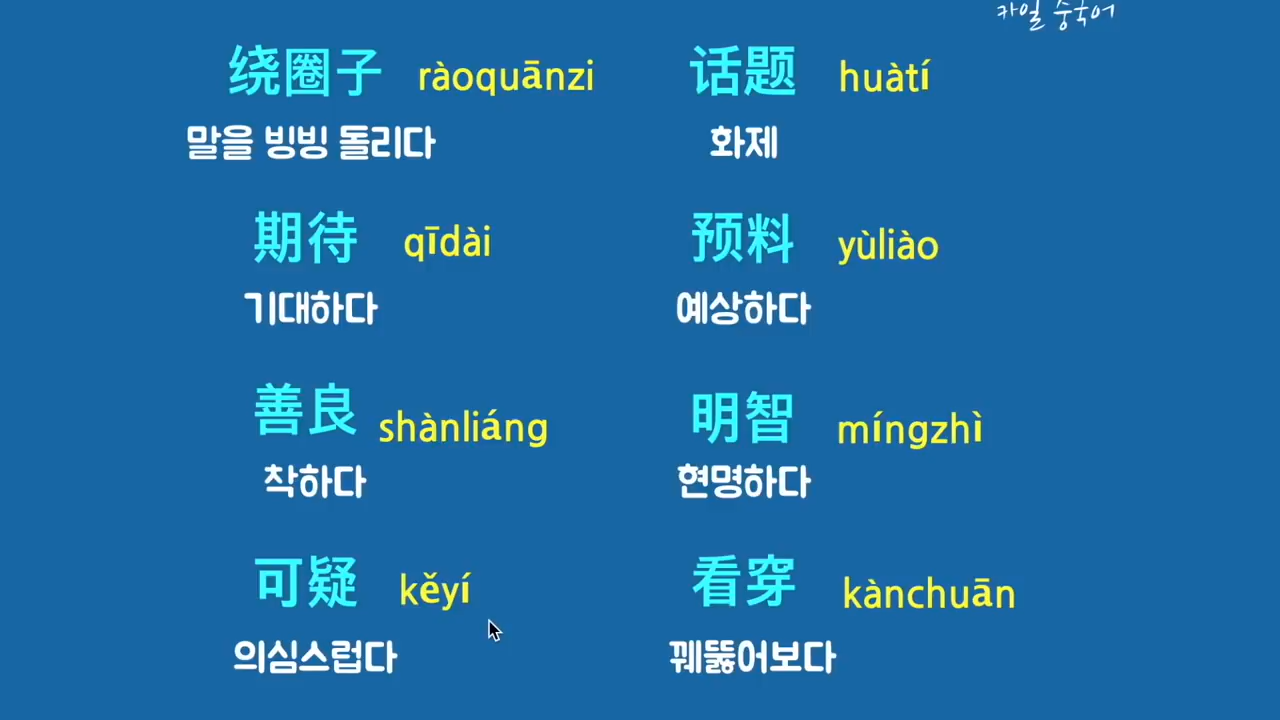 카일 중국어
绕圈子 ràoquānzi
말을 빙빙 돌리다
话题 huàtí
화제
期待 qīdài
기대하다
预料 yùliào
예상하다
善良 shànliáng
착하다
明智 míngzhì
현명하다
可疑 kěyí
의심스럽다
看穿 kànchuān
꿰뚫어보다